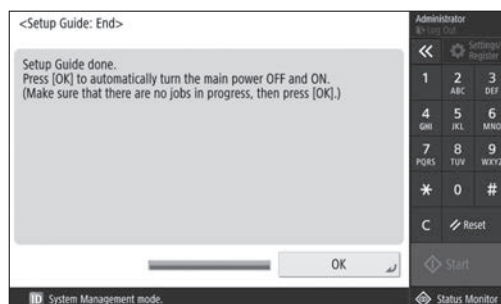 <Setup Guide: End>
Setup Guide done.
Press [OK] to automatically turn the main power OFF and ON.
(Make sure that there are no jobs in progress, then press [OK].)
OK
ID System Management mode.
Administrator
Log Out
Settings/
Register
1
2
ABC
3
DEF
4
GHI
5
JKL
6
MNO
7
PQRS
8
TUV
9
WXYZ
*
0
#
C
Reset
Start
Status Monitor